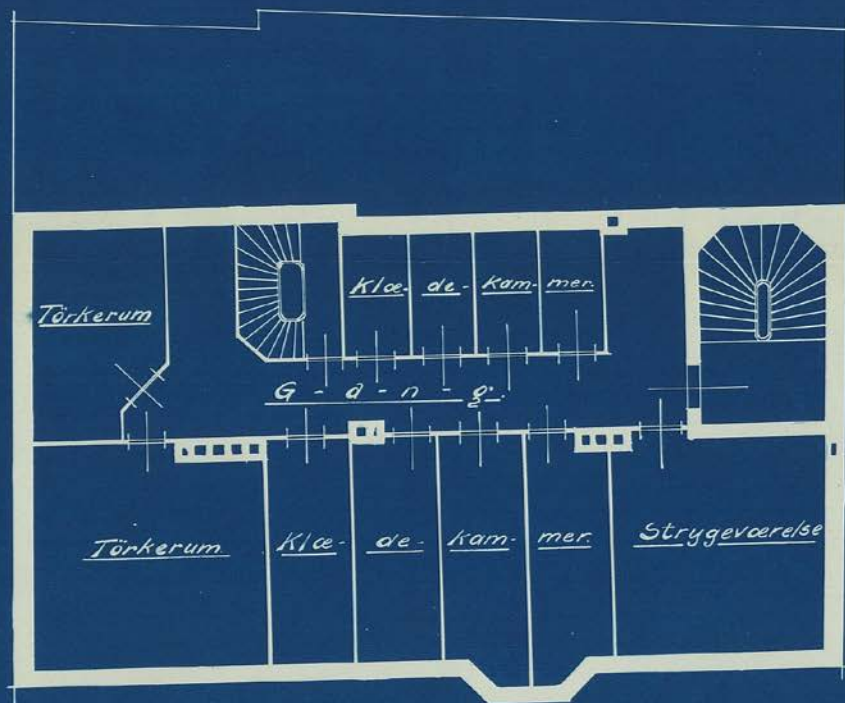 Klæ- de- kam- mer.
Törkerum
G - a - n - g.
Törkerum Klæ- de- kam- mer. Strygeværelse